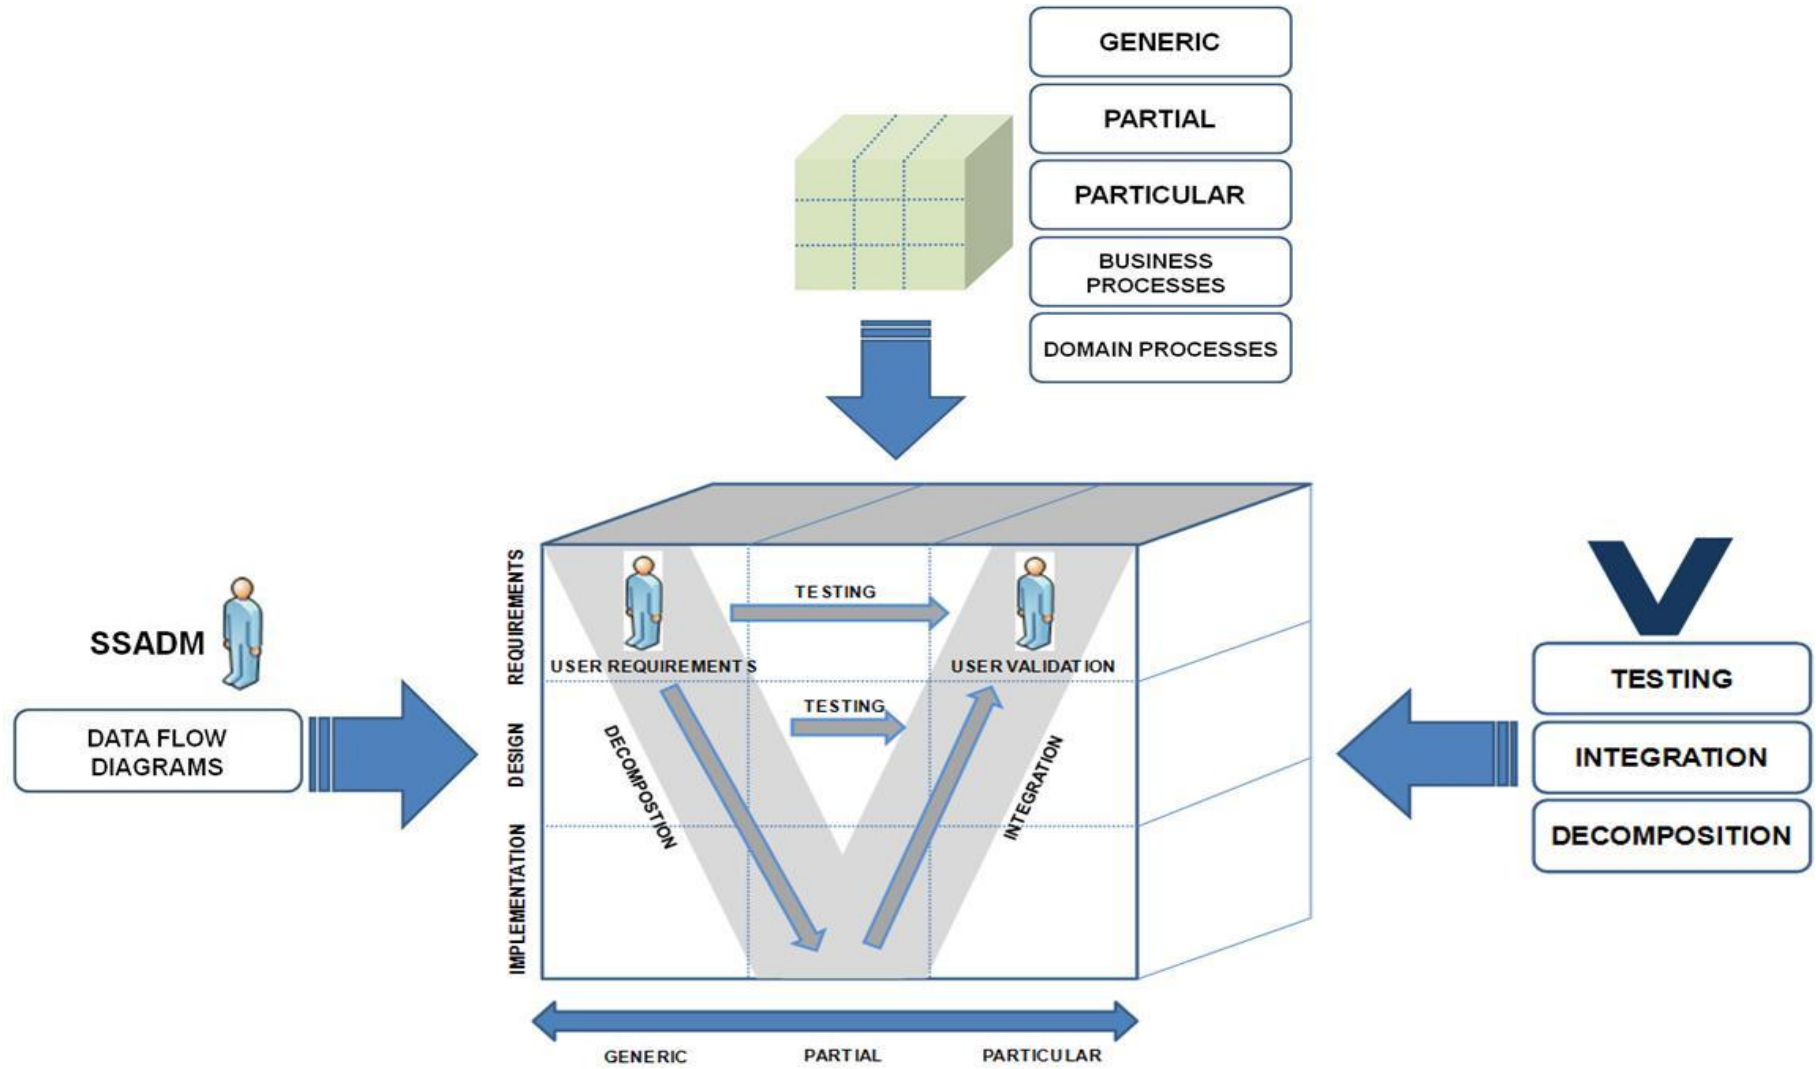 GENERIC
PARTIAL
PARTICULAR
BUSINESS
PROCESSES
DOMAIN PROCESSES
SSADM
DATA FLOW
DIAGRAMS
REQUIREMENTS
DESIGN
IMPLEMENTATION
TESTING
USER REQUIREMENTS
USER VALIDATION
TESTING
DECOMPOSTION
INTEGRATION
GENERIC
PARTIAL
PARTICULAR
TESTING
INTEGRATION
DECOMPOSITION